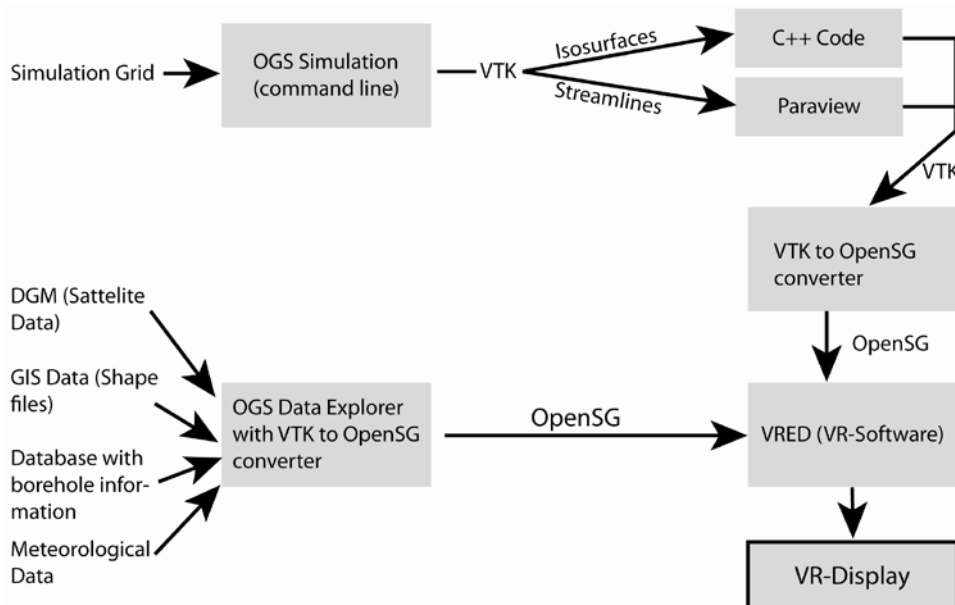 Simulation Grid
OGS Simulation
(command line)
VTK
Isosurfaces
Streamlines
C++ Code
Paraview
VTK
VTK to OpenSG
converter
OpenSG
DGM (Sattelite
Data)
GIS Data (Shape
files)
Database with
borehole infor-
mation
Meteorological
Data
OGS Data Explorer
with VTK to OpenSG
converter
OpenSG
VRED (VR-Software)
VR-Display